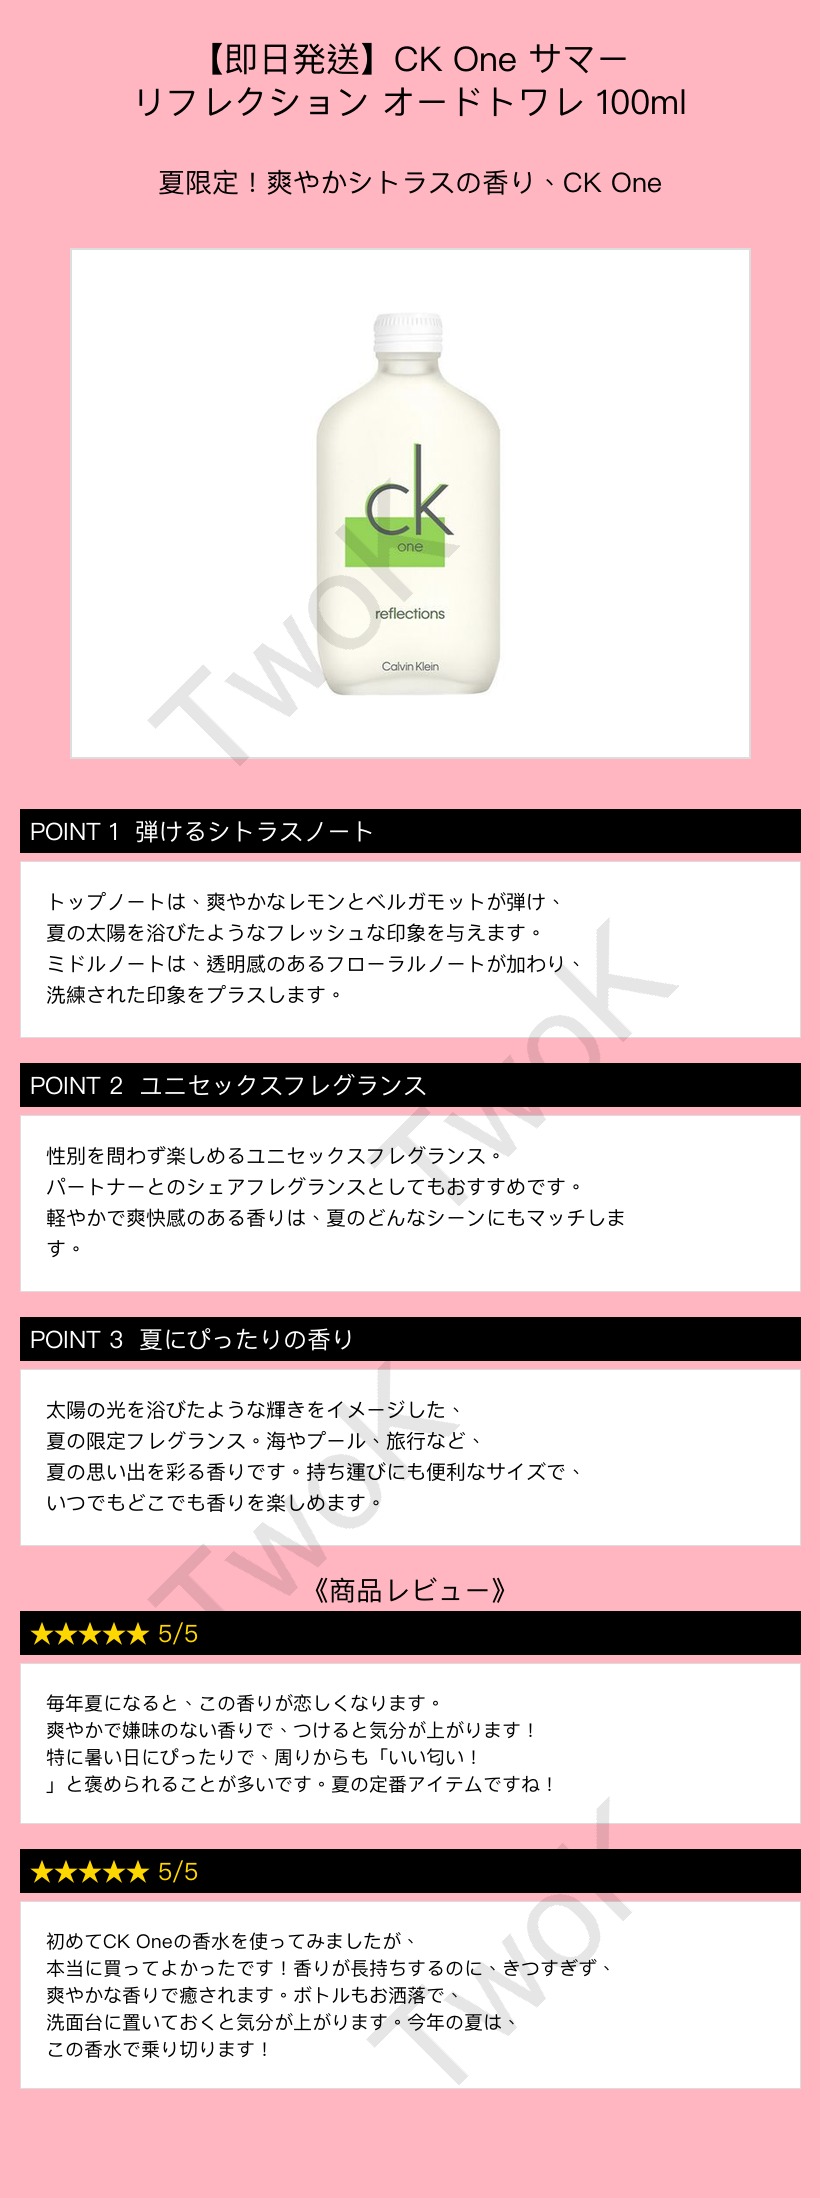 【即日発送】CK One サマー
リフレクション オードトワレ 100ml
夏限定！爽やかシトラスの香り、CK One
ck
one
reflections
Calvin Klein
TwoK
POINT 1 弾けるシトラスノート
トップノートは、爽やかなレモンとベルガモットが弾け、
夏の太陽を浴びたようなフレッシュな印象を与えます。
ミドルノートは、透明感のあるフローラルノートが加わり、
洗練された印象をプラスします。
TwoK
POINT 2 ユニセックスフレグランス
性別を問わず楽しめるユニセックスフレグランス。
パートナーとのシェアフレグランスとしてもおすすめです。
軽やかで爽快感のある香りは、夏のどんなシーンにもマッチしま
す。
POINT 3 夏にぴったりの香り
太陽の光を浴びたような輝きをイメージした、
夏の限定フレグランス。海やプール、旅行など、
夏の思い出を彩る香りです。持ち運びにも便利なサイズで、
いつでもどこでも香りを楽しめます。
TwoK
《商品レビュー》
★★★★★ 5/5
毎年夏になると、この香りが恋しくなります。
爽やかで嫌味のない香りで、つけると気分が上がります！
特に暑い日にぴったりで、周りからも「いい匂い！
」と褒められることが多いです。夏の定番アイテムですね！
★★★★★ 5/5
初めてCK Oneの香水を使ってみましたが、
本当に買ってよかったです！香りが長持ちするのに、きつすぎず、
爽やかな香りで癒されます。ボトルもお洒落で、
洗面台に置いておくと気分が上がります。今年の夏は、
この香水で乗り切ります！
TwoK